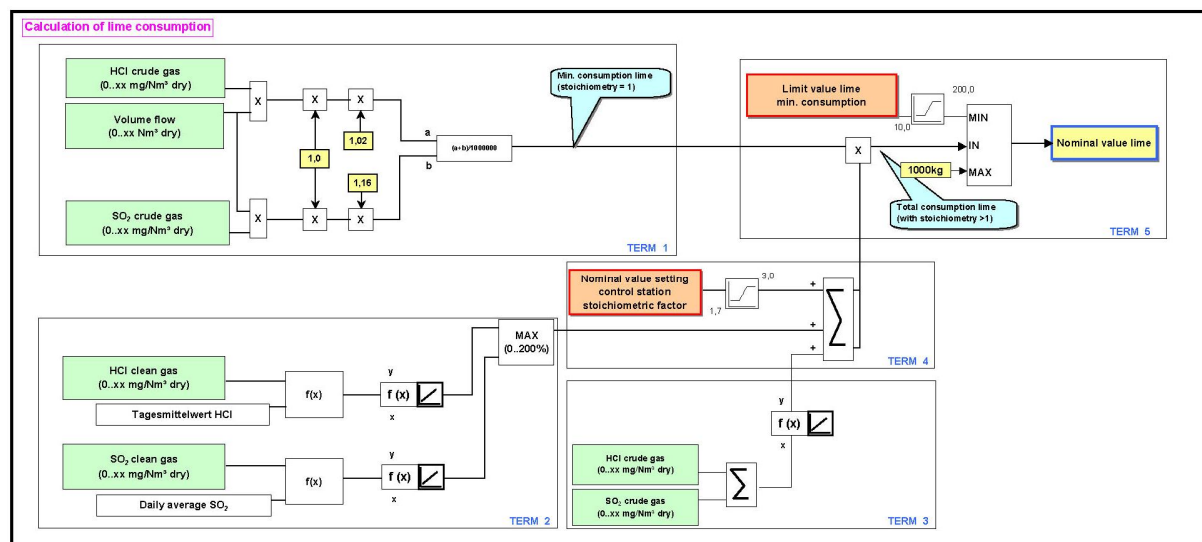 Calculation of lime consumption
HCl crude gas
(0..xx mg/Nm³ dry)
Volume flow
(0..xx Nm³ dry)
SO₂ crude gas
(0..xx mg/Nm³ dry)
X
X
X
1,02
1,0
1,16
X
X
X
a
b
(a+b)/1000000
Min. consumption lime
(stoichiometry = 1)
TERM 1
Limit value lime
min. consumption
200,0
10,0
MIN
IN
MAX
X
1000kg
Nominal value lime
Total consumption lime
(with stoichiometry >1)
TERM 5
Nominal value setting
control station
stoichiometric factor
3,0
1,7
+
+
+
∑
TERM 4
HCl clean gas
(0..xx mg/Nm³ dry)
Tagesmittelwert HCl
f(x)
y
f (x)
x
MAX
(0..200%)
SO₂ clean gas
(0..xx mg/Nm³ dry)
Daily average SO₂
f(x)
y
f (x)
x
TERM 2
y
f (x)
x
HCl crude gas
(0..xx mg/Nm³ dry)
SO₂ crude gas
(0..xx mg/Nm³ dry)
∑
TERM 3